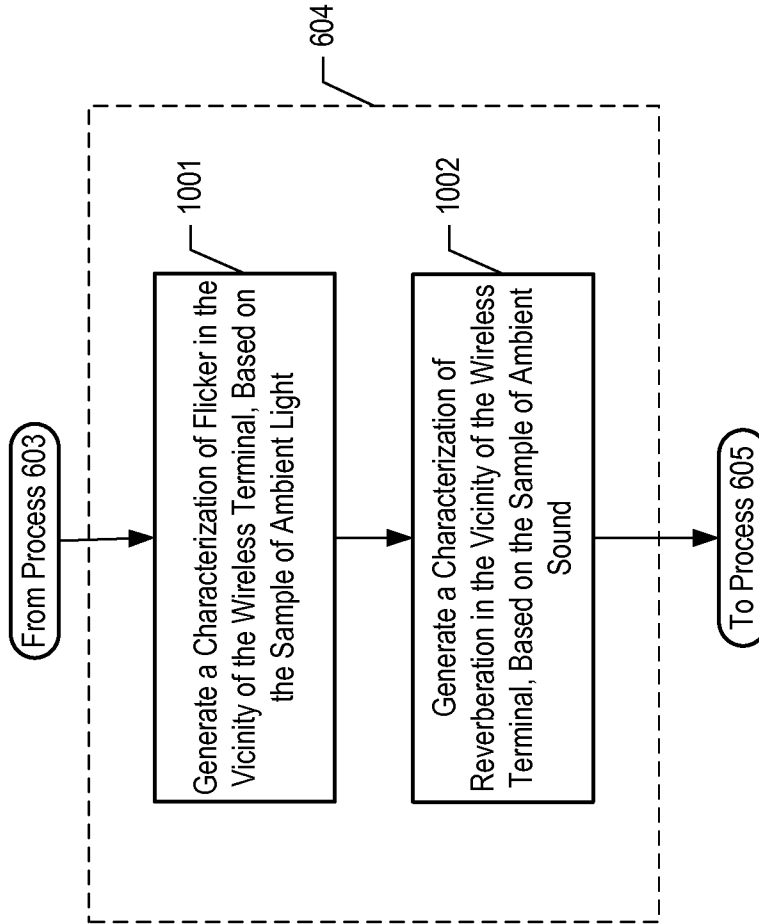 From Process 603
604
1001
Generate a Characterization of Flicker in the
Vicinity of the Wireless Terminal, Based on
the Sample of Ambient Light
1002
Generate a Characterization of
Reverberation in the Vicinity of the Wireless
Terminal, Based on the Sample of Ambient
Sound
To Process 605